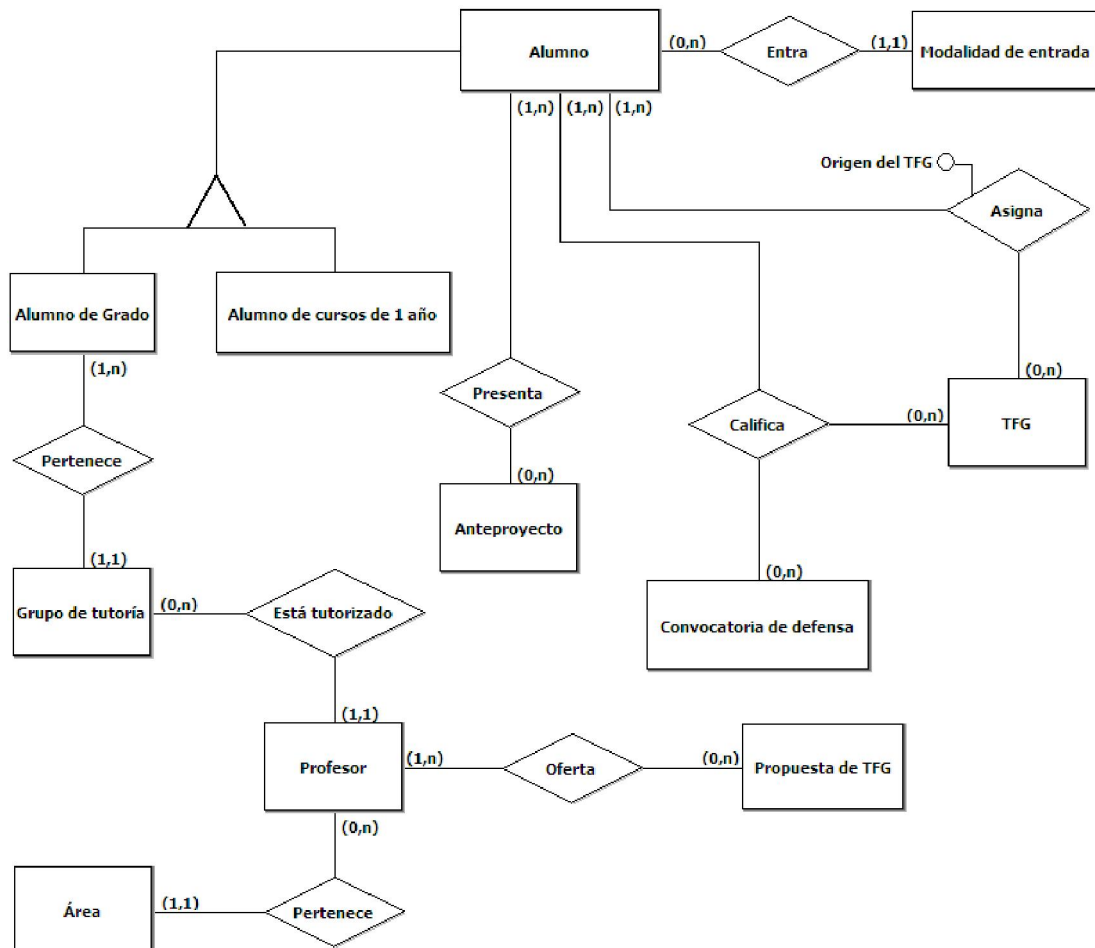 Alumno
(0,n)
Entra
(1,1)
Modalidad de entrada
(1,n)
(1,n)
(1,n)
Origen del TFG
Asigna
Alumno de Grado
Alumno de cursos de 1 año
(1,n)
(0,n)
Presenta
Califica
(0,n)
TFG
Pertenece
(0,n)
Anteproyecto
(1,1)
(0,n)
Grupo de tutoría
(0,n)
Está tutorizado
Convocatoria de defensa
(1,1)
Profesor
(1,n)
Oferta
(0,n)
Propuesta de TFG
(0,n)
Área
(1,1)
Pertenece